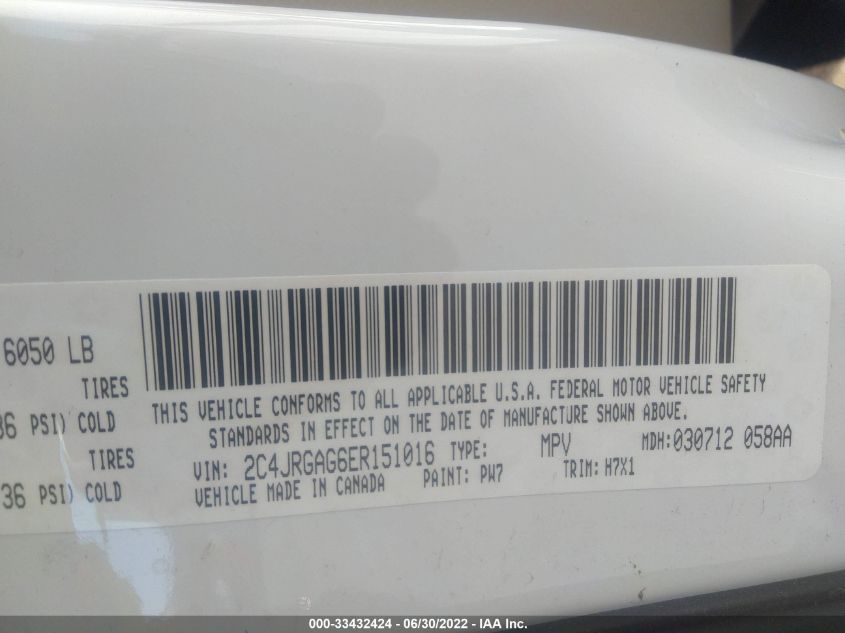 6050 LB
TIRES
36 PSI) COLD
TIRES
36 PSI) COLD
THIS VEHICLE CONFORMS TO ALL APPLICABLE U.S.A. FEDERAL MOTOR VEHICLE SAFETY
STANDARDS IN EFFECT ON THE DATE OF MANUFACTURE SHOWN ABOVE.
VIN: 2C4JRGAG6ER151016 TYPE: MPV MDH:030712 058AA
VEHICLE MADE IN CANADA PAINT: PW7 TRIM: H7X1
000-33432424 - 06/30/2022 - IAA Inc.